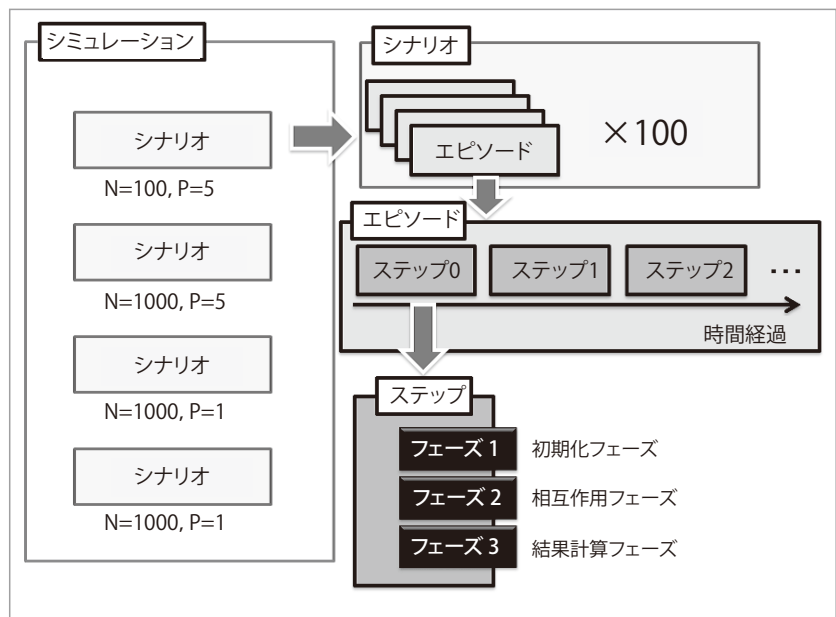 シミュレーション
シナリオ
N=100, P=5
シナリオ
N=1000, P=5
シナリオ
N=1000, P=1
シナリオ
N=1000, P=1
シナリオ
エピソード
×100
エピソード
ステップ0
ステップ1
ステップ2
...
時間経過
ステップ
フェーズ 1 初期化フェーズ
フェーズ 2 相互作用フェーズ
フェーズ 3 結果計算フェーズ